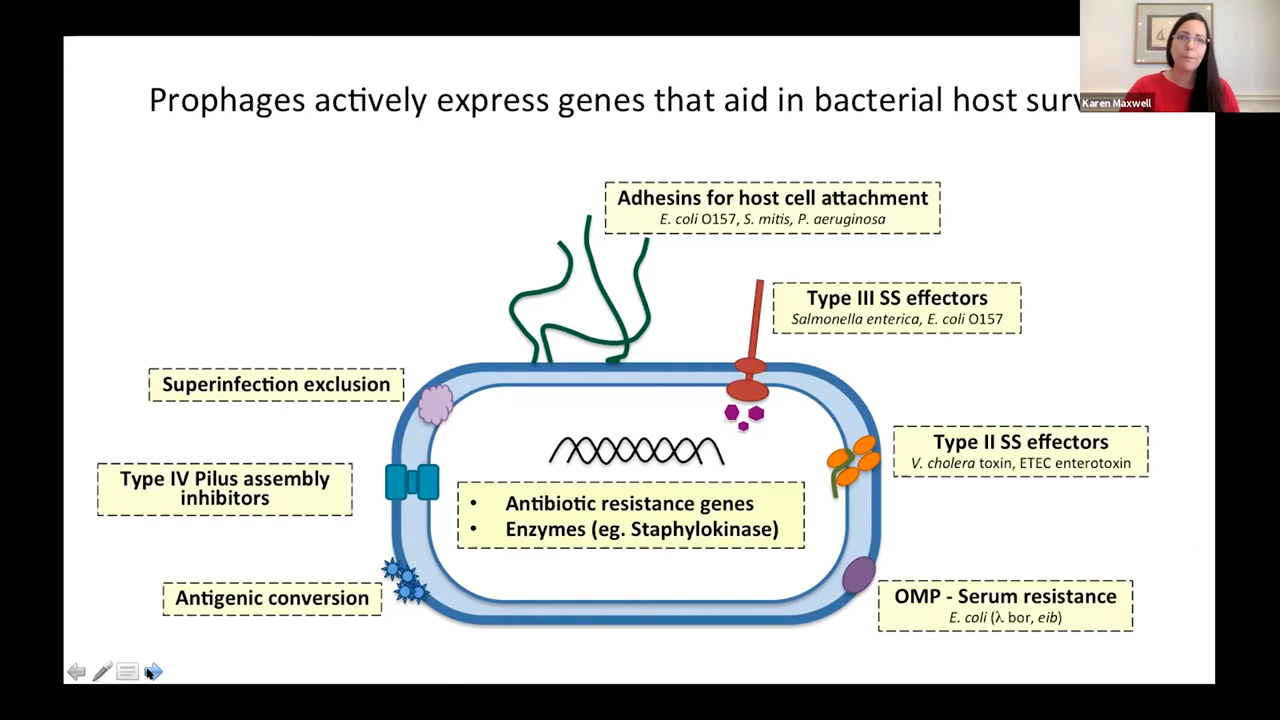 Prophages actively express genes that aid in bacterial host
Karen Maxwell
Adhesins for host cell attachment
E. coli O157, S. mitis, P. aeruginosa
Type III SS effectors
Salmonella enterica, E. coli O157
Superinfection exclusion
Type II SS effectors
V. cholera toxin, ETEC enterotoxin
Type IV Pilus assembly
inhibitors
• Antibiotic resistance genes
• Enzymes (eg. Staphylokinase)
Antigenic conversion
OMP - Serum resistance
E. coli (λ bor, eib)